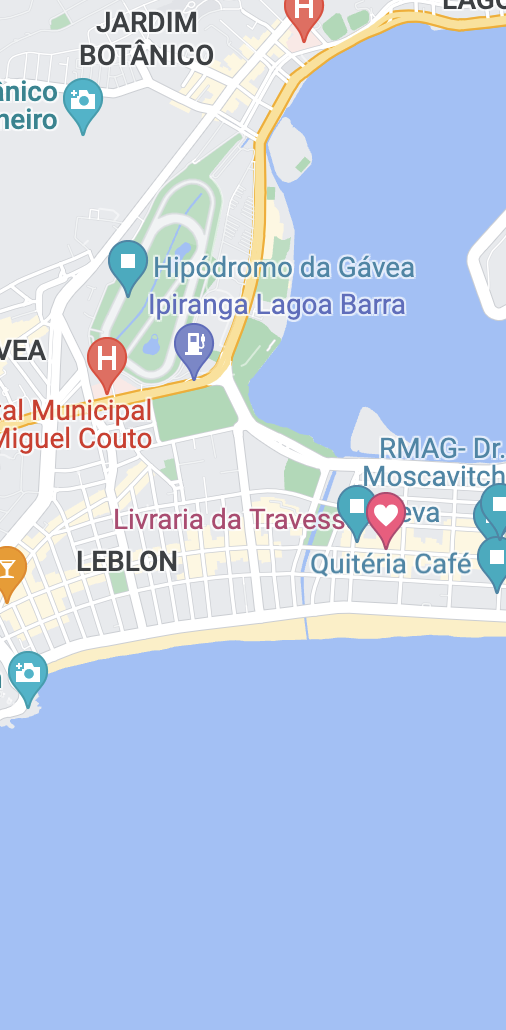 LAGO
JARDIM
BOTÂNICO
ânico
neiro
H
Hipódromo da Gávea
Ipiranga Lagoa Barra
VEA
H
tal Municipal
Miguel Couto
RMAG- Dr.
Moscavitch
eva
Livraria da Travess
LEBLON
Quitéria Café